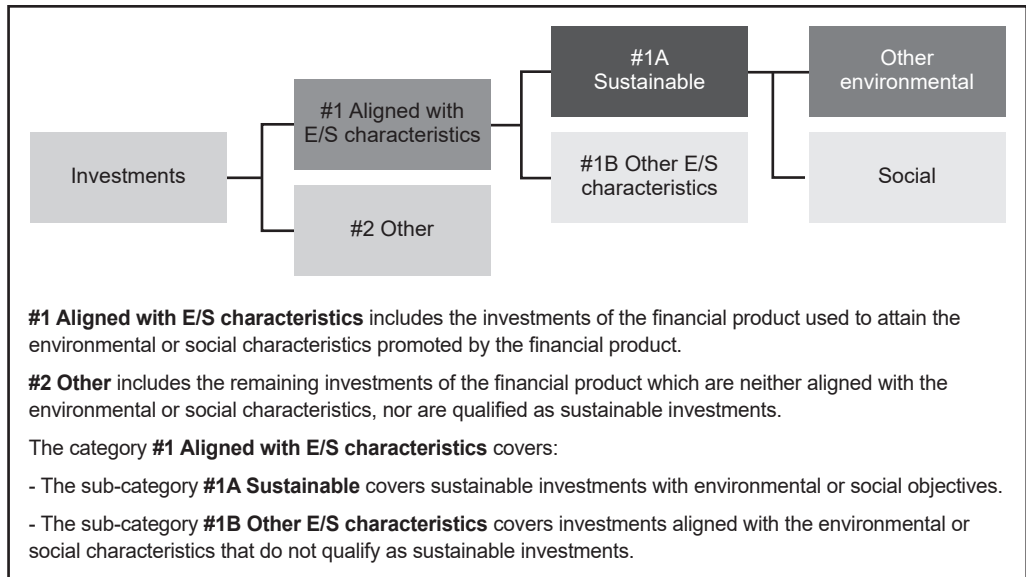 Investments
#1 Aligned with
E/S characteristics
#2 Other
#1A
Sustainable
#1B Other E/S
characteristics
Other
environmental
Social
#1 Aligned with E/S characteristics includes the investments of the financial product used to attain the
environmental or social characteristics promoted by the financial product.
#2 Other includes the remaining investments of the financial product which are neither aligned with the
environmental or social characteristics, nor are qualified as sustainable investments.
The category #1 Aligned with E/S characteristics covers:
- The sub-category #1A Sustainable covers sustainable investments with environmental or social objectives.
- The sub-category #1B Other E/S characteristics covers investments aligned with the environmental or
social characteristics that do not qualify as sustainable investments.